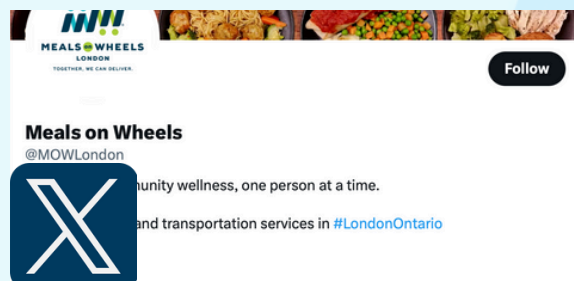 MEALS ON WHEELS
LONDON
TOGETHER, WE CAN DELIVER.
Follow
Meals on Wheels
@MOWLondon
unity wellness, one person at a time.
and transportation services in #LondonOntario